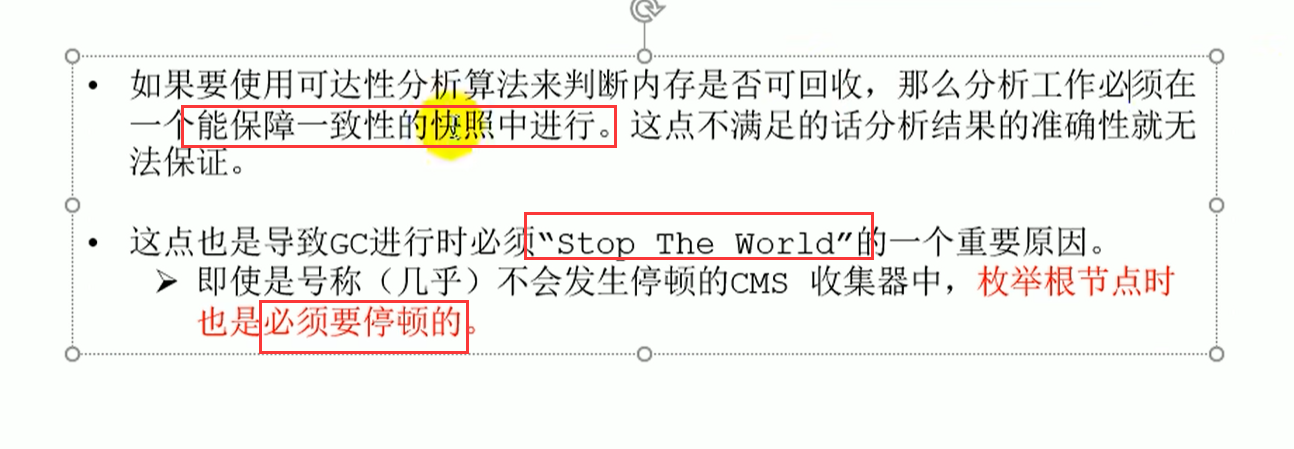 • 如果要使用可达性分析算法来判断内存是否可回收，那么分析工作必须在
一个能保障一致性的快照中进行。这点不满足的话分析结果的准确性就无
法保证。
• 这点也是导致GC进行时必须“Stop The World”的一个重要原因。
➢ 即使是号称（几乎）不会发生停顿的CMS 收集器中，枚举根节点时
也是必须要停顿的。